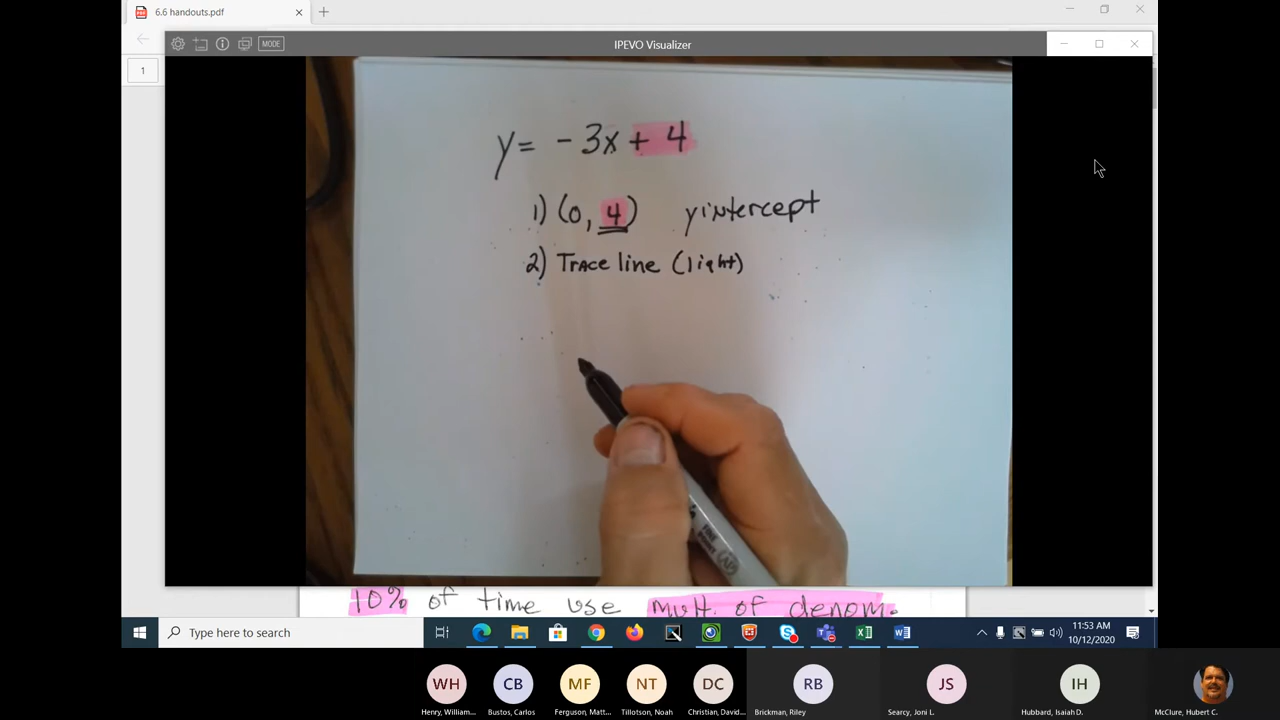 6.6 handouts.pdf
MODE
IPEVO Visualizer
1
y = - 3x + 4
1) (0, 4) y intercept
2) Trace line (light)
FINE
10% of time use mult. of denom.
Type here to search
11:53 AM
10/12/2020
WH
CB
MF
NT
DC
RB
JS
IH
Henry, William...
Bustos, Carlos
Ferguson, Matt...
Tillotson, Noah
Christian, David...
Brickman, Riley
Searcy, Joni L.
Hubbard, Isaiah D.
McClure, Hubert C.